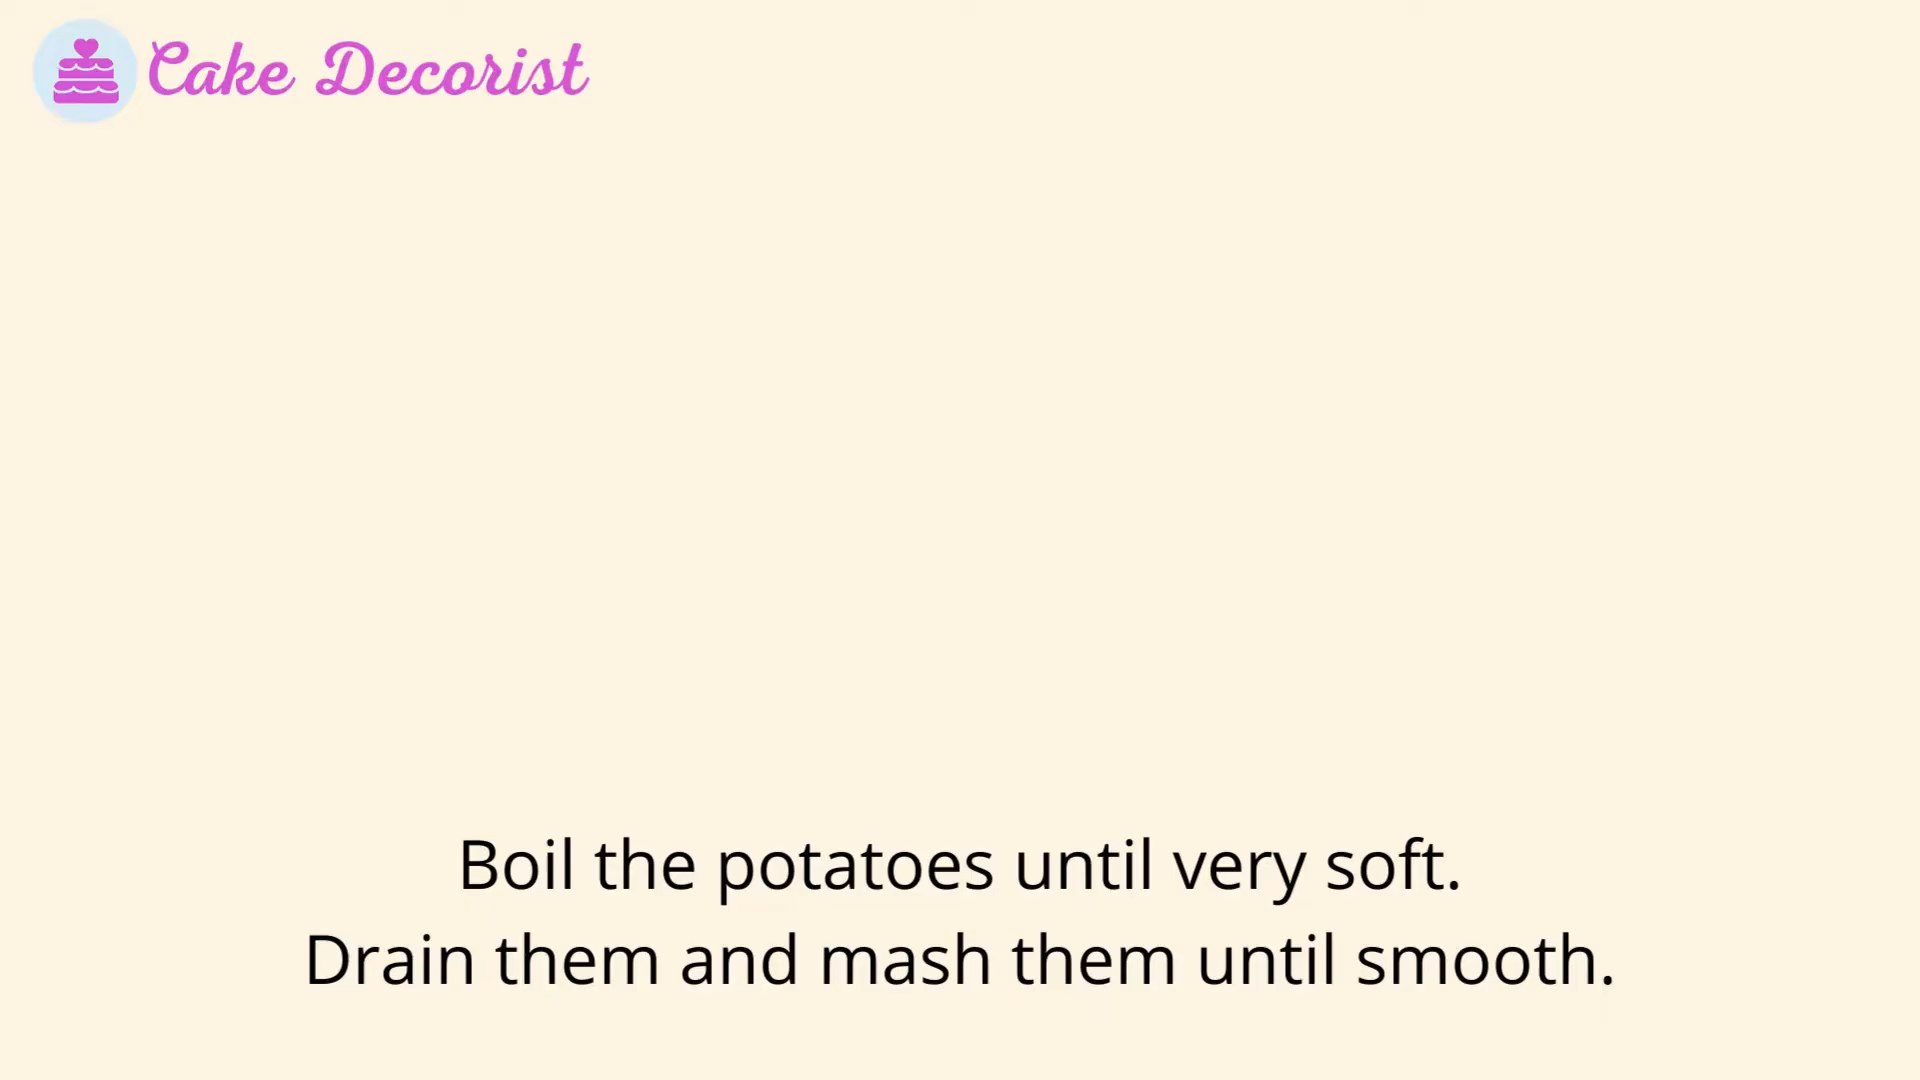 Cake Decorist
Boil the potatoes until very soft.
Drain them and mash them until smooth.